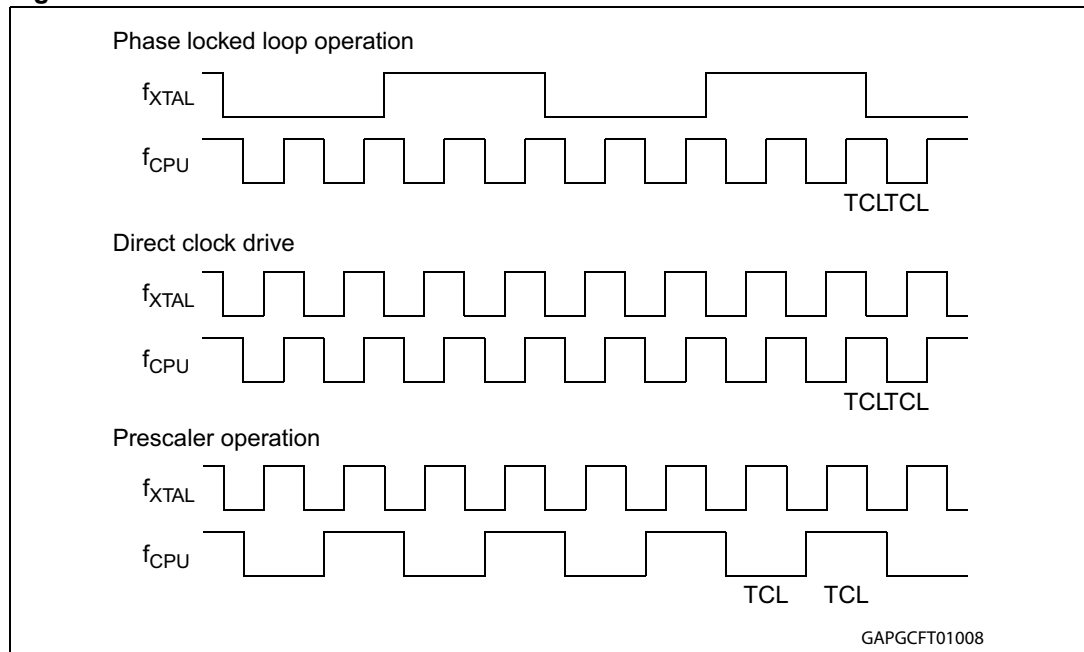 Phase locked loop operation
fXTAL
fCPU
TCLTCL
Direct clock drive
fXTAL
fCPU
TCLTCL
Prescaler operation
fXTAL
fCPU
TCL TCL
GAPGCFT01008